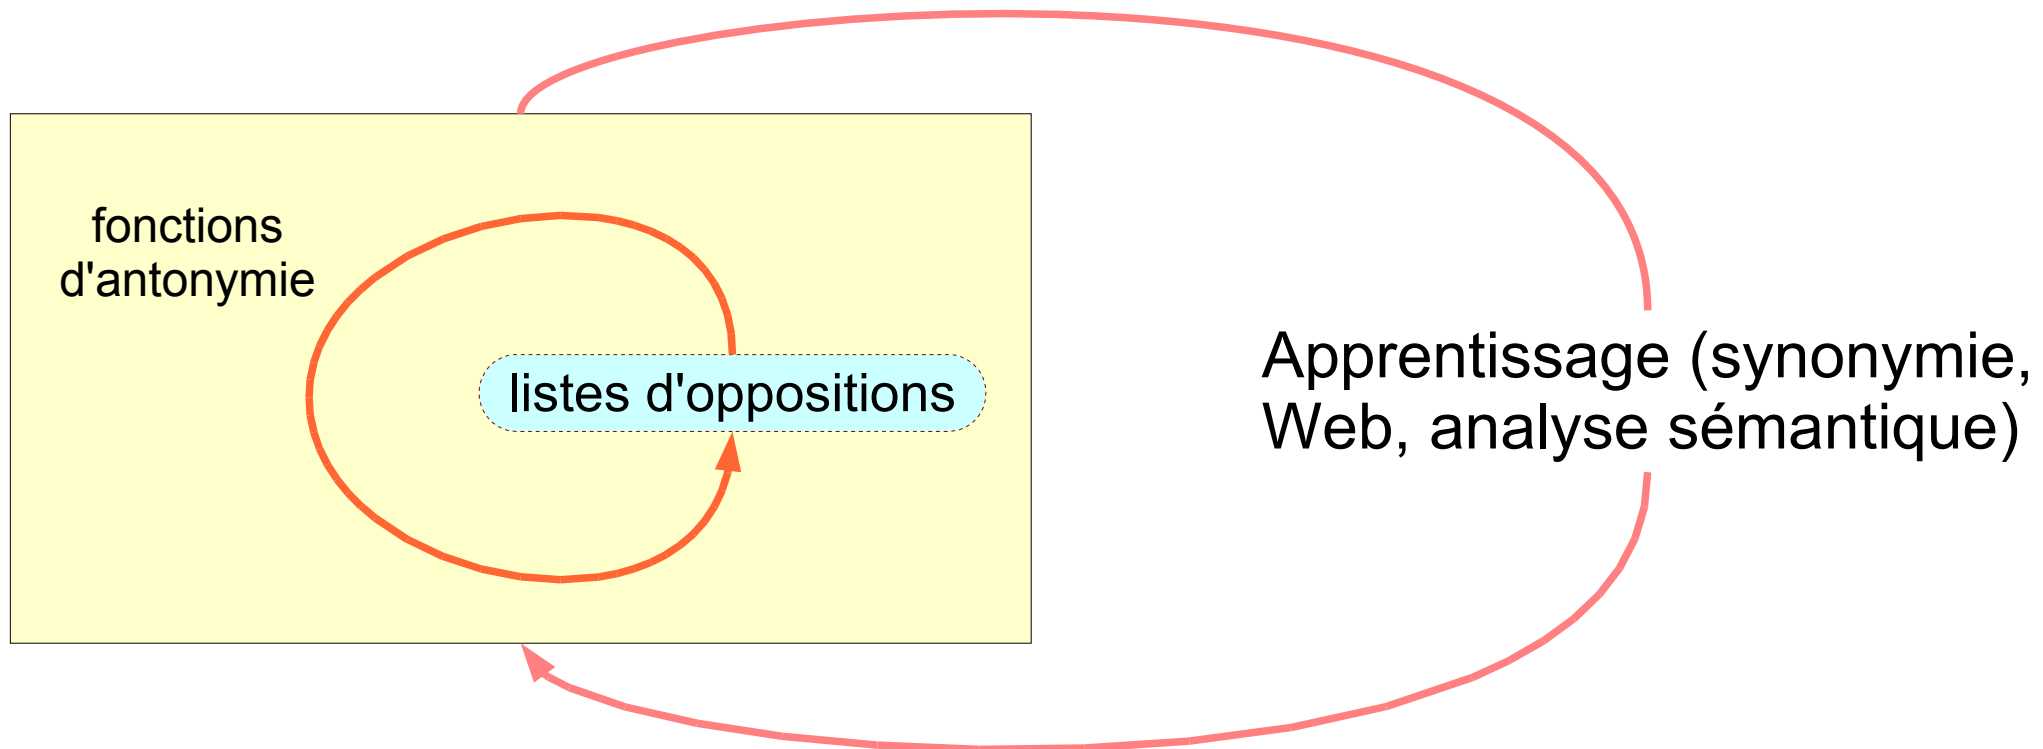 fonctions
d'antonymie
listes d'oppositions
Apprentissage (synonymie,
Web, analyse sémantique)